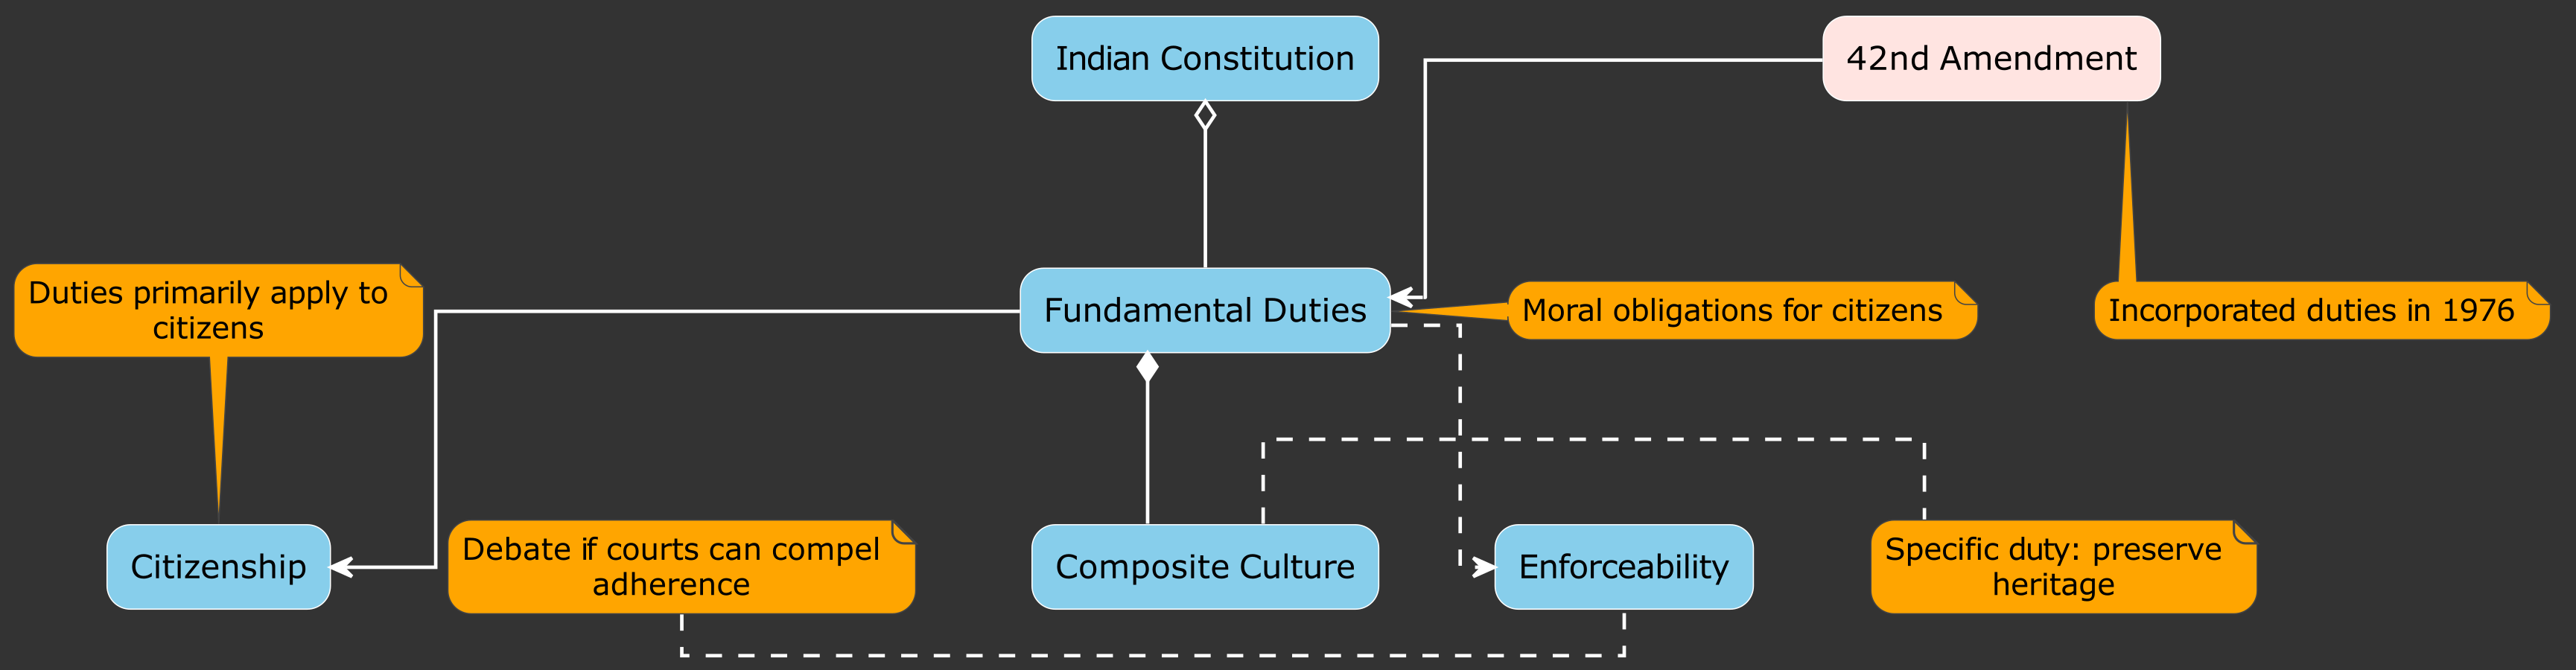 Indian Constitution
42nd Amendment
Duties primarily apply to
citizens
Fundamental Duties
Moral obligations for citizens
Incorporated duties in 1976
Citizenship
Debate if courts can compel
adherence
Composite Culture
Enforceability
Specific duty: preserve
heritage